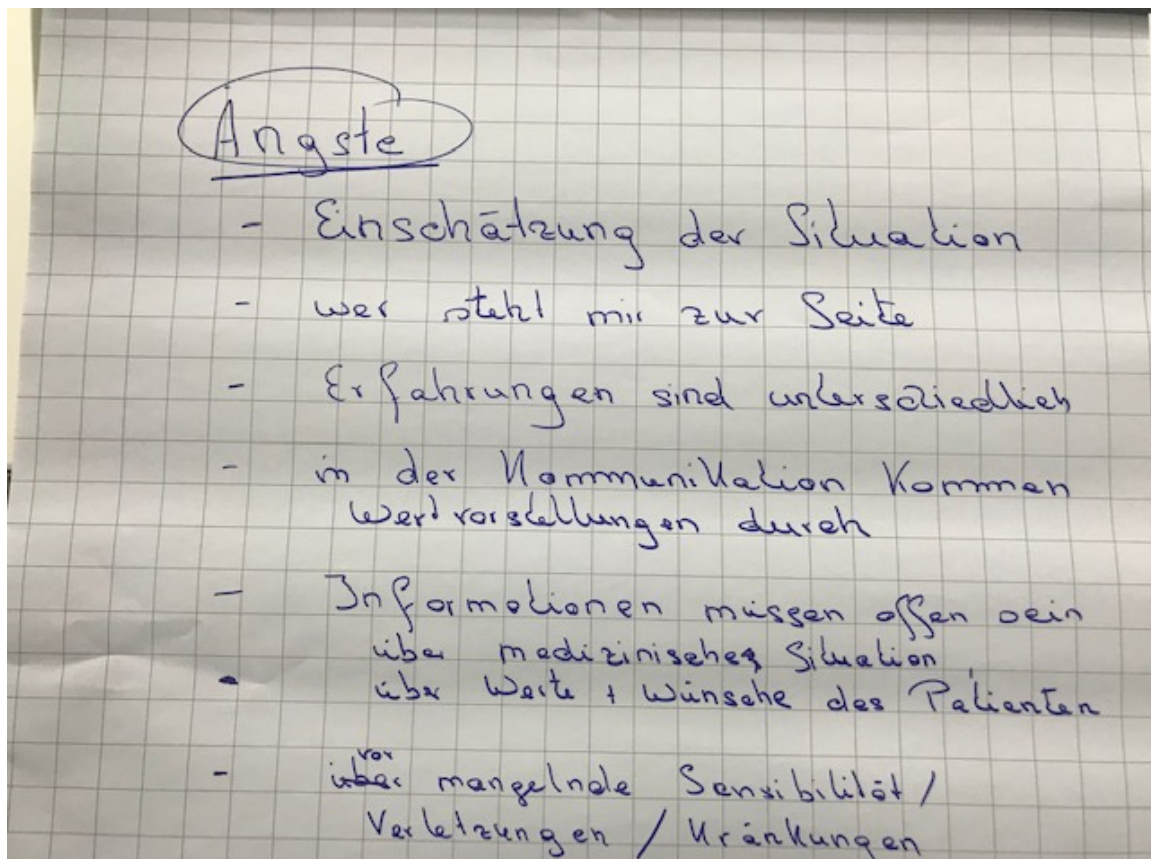 Ängste
- Einschätzung der Situation
- wer steht mir zur Seite
- Erfahrungen sind unterschiedlich
- in der Kommunikation kommen
Wertvorstellungen durch
- Informationen müssen offen sein
über medizinische Situation
über Werte + Wünsche des Patienten
vor
- über mangelnde Sensibilität /
Verletzungen / Kränkungen